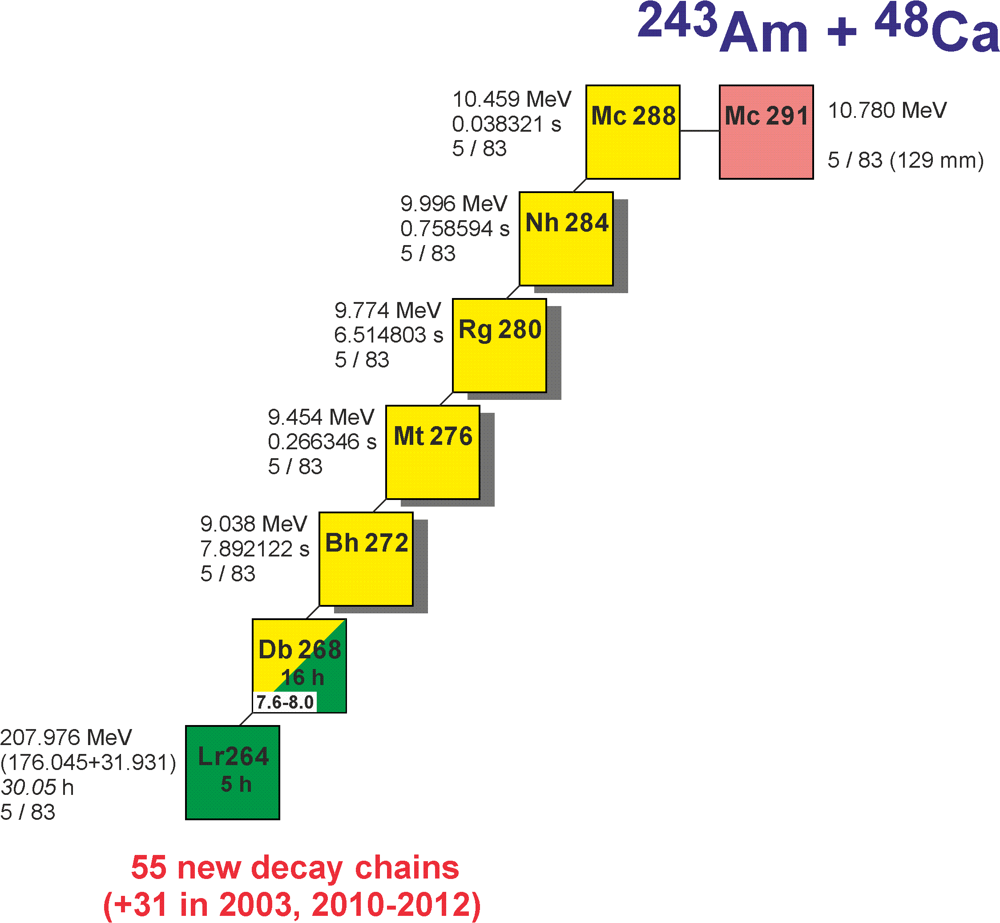 243Am + 48Ca
10.459 MeV
0.038321 s
5 / 83
Mc 288
Mc 291
10.780 MeV
5 / 83 (129 mm)
9.996 MeV
0.758594 s
5 / 83
Nh 284
9.774 MeV
6.514803 s
5 / 83
Rg 280
9.454 MeV
0.266346 s
5 / 83
Mt 276
9.038 MeV
7.892122 s
5 / 83
Bh 272
Db 268
16 h
7.6-8.0
207.976 MeV
(176.045+31.931)
30.05 h
5 / 83
Lr264
5 h
55 new decay chains
(+31 in 2003, 2010-2012)